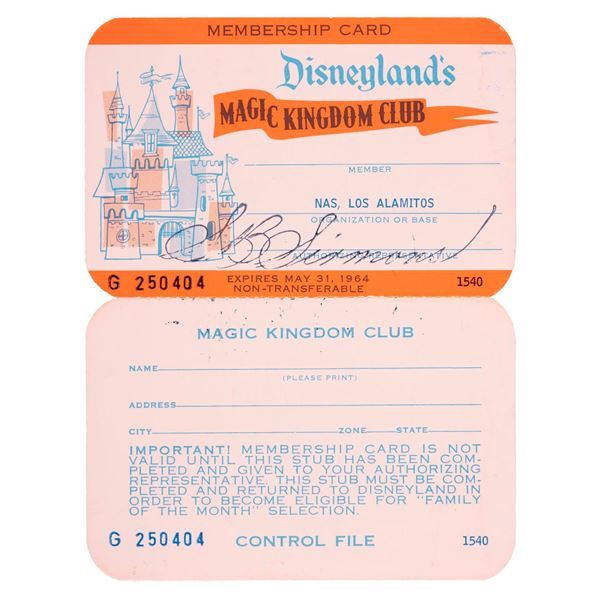 MEMBERSHIP CARD
Disneyland's
MAGIC KINGDOM CLUB
MEMBER
NAS, LOS ALAMITOS
ORGANIZATION OR BASE
S B Simmons
AUTHORIZING REPRESENTATIVE
G 250404
EXPIRES MAY 31, 1964
NON-TRANSFERABLE
1540
MAGIC KINGDOM CLUB
NAME
(PLEASE PRINT)
ADDRESS
CITY ZONE STATE
IMPORTANT! MEMBERSHIP CARD IS NOT
VALID UNTIL THIS STUB HAS BEEN COM-
PLETED AND GIVEN TO YOUR AUTHORIZING
REPRESENTATIVE. THIS STUB MUST BE COM-
PLETED AND RETURNED TO DISNEYLAND IN
ORDER TO BECOME ELIGIBLE FOR "FAMILY
OF THE MONTH" SELECTION.
G 250404 CONTROL FILE 1540